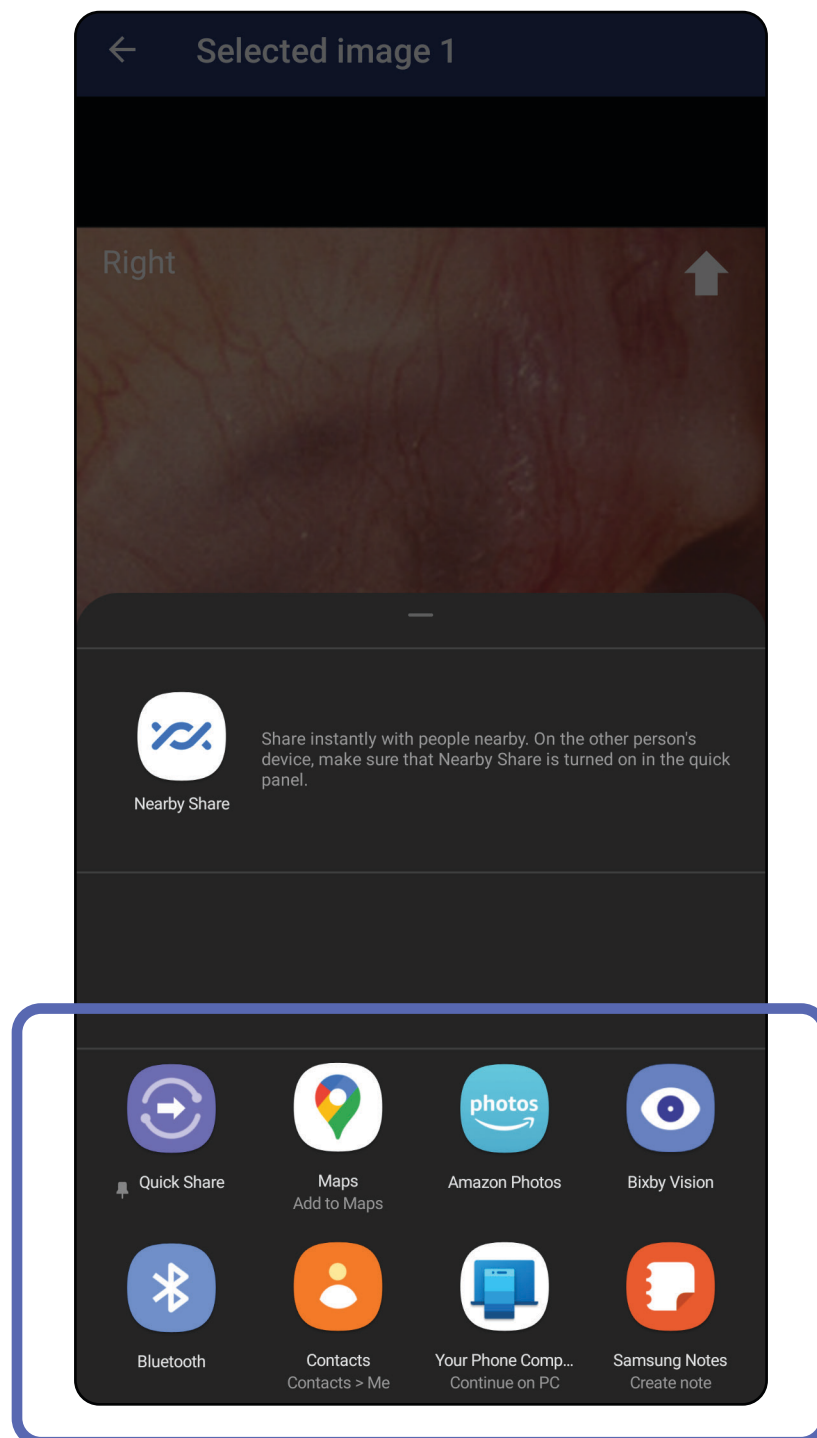 Selected image 1
Right
Share instantly with people nearby. On the other person's
device, make sure that Nearby Share is turned on in the quick
panel.
Nearby Share
photos
Quick Share
Maps
Add to Maps
Amazon Photos
Bixby Vision
Bluetooth
Contacts
Contacts > Me
Your Phone Comp...
Continue on PC
Samsung Notes
Create note